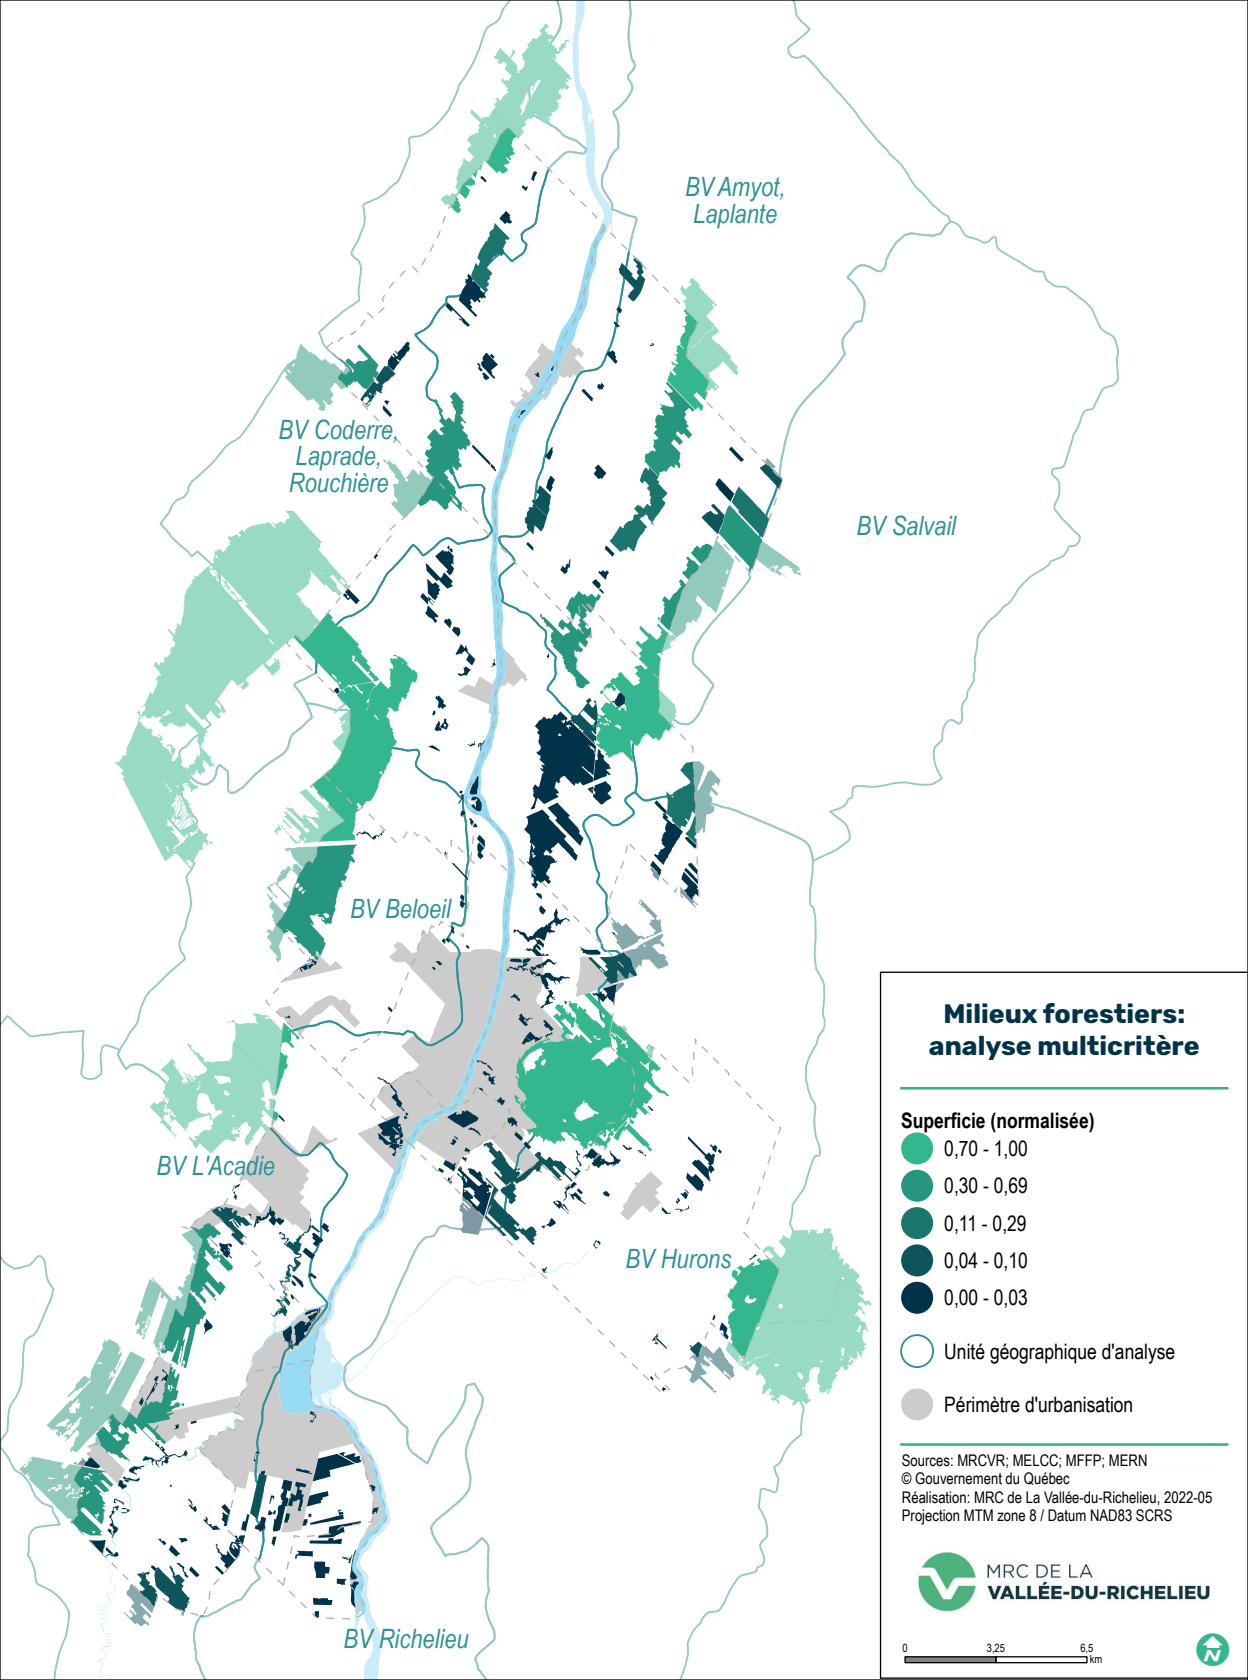 BV Amyot,
Laplante
BV Coderre,
Laprade,
Rouchière
BV Salvail
BV Beloeil
BV L'Acadie
BV Hurons
BV Richelieu
Milieux forestiers:
analyse multicritère
Superficie (normalisée)
0,70 - 1,00
0,30 - 0,69
0,11 - 0,29
0,04 - 0,10
0,00 - 0,03
Unité géographique d'analyse
Périmètre d'urbanisation
Sources: MRCVR; MELCC; MFFP; MERN
© Gouvernement du Québec
Réalisation: MRC de La Vallée-du-Richelieu, 2022-05
Projection MTM zone 8 / Datum NAD83 SCRS
MRC DE LA
VALLÉE-DU-RICHELIEU
0 3,25 6,5
km
N